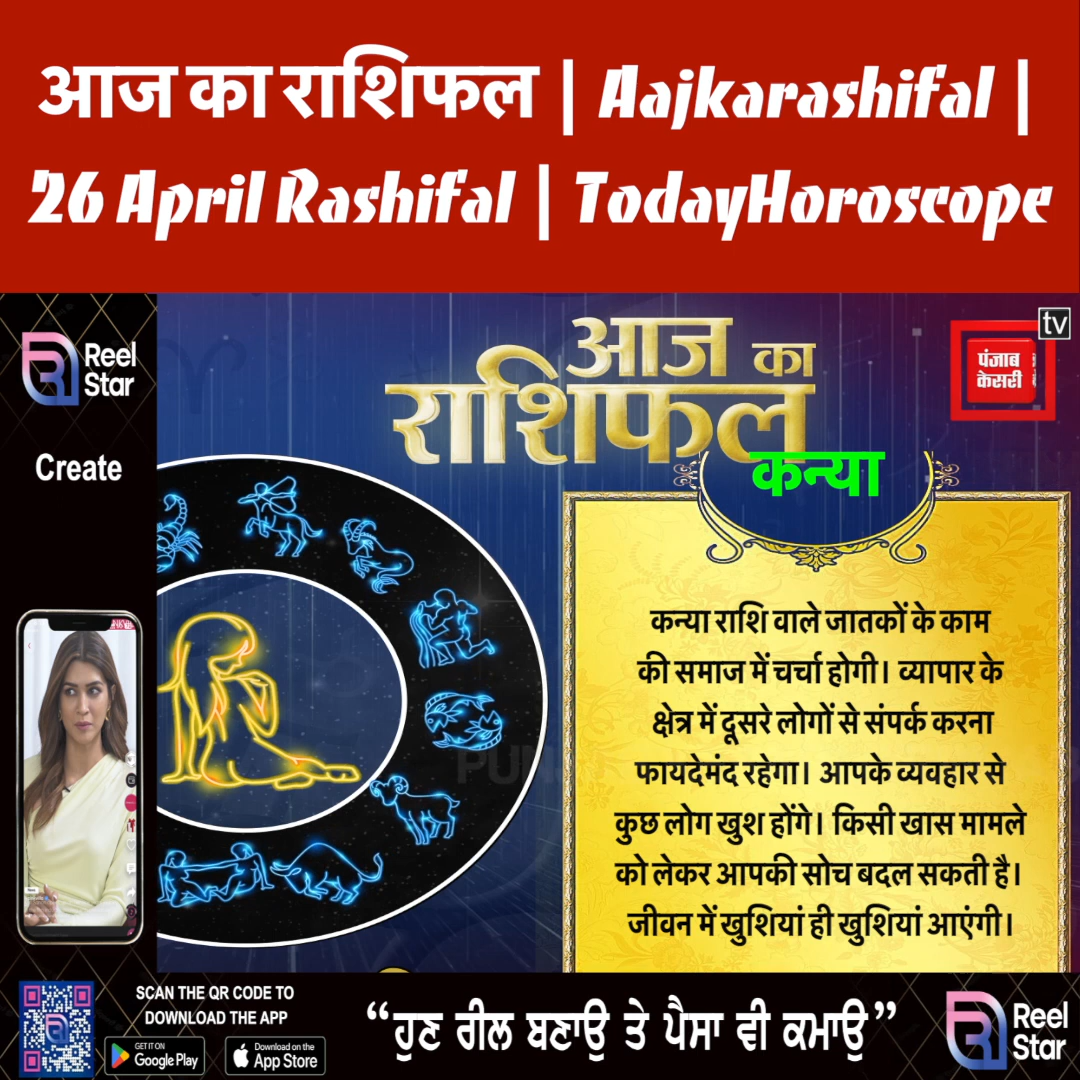 आज का राशिफल | Aajkarashifal |
26 April Rashifal | TodayHoroscope
Reel
Star
Create
आज का
राशिफल
tv
पंजाब
केसरी
कन्या
कन्या राशि वाले जातकों के काम
की समाज में चर्चा होगी। व्यापार के
क्षेत्र में दूसरे लोगों से संपर्क करना
फायदेमंद रहेगा। आपके व्यवहार से
कुछ लोग खुश होंगे। किसी खास मामले
को लेकर आपकी सोच बदल सकती है।
जीवन में खुशियां ही खुशियां आएंगी।
SCAN THE QR CODE TO
DOWNLOAD THE APP
GET IT ON
Google Play
Download on the
App Store
“ਹੁਣ ਰੀਲ ਬਣਾਉ ਤੇ ਪੈਸਾ ਵੀ ਕਮਾਉ”
Reel
Star